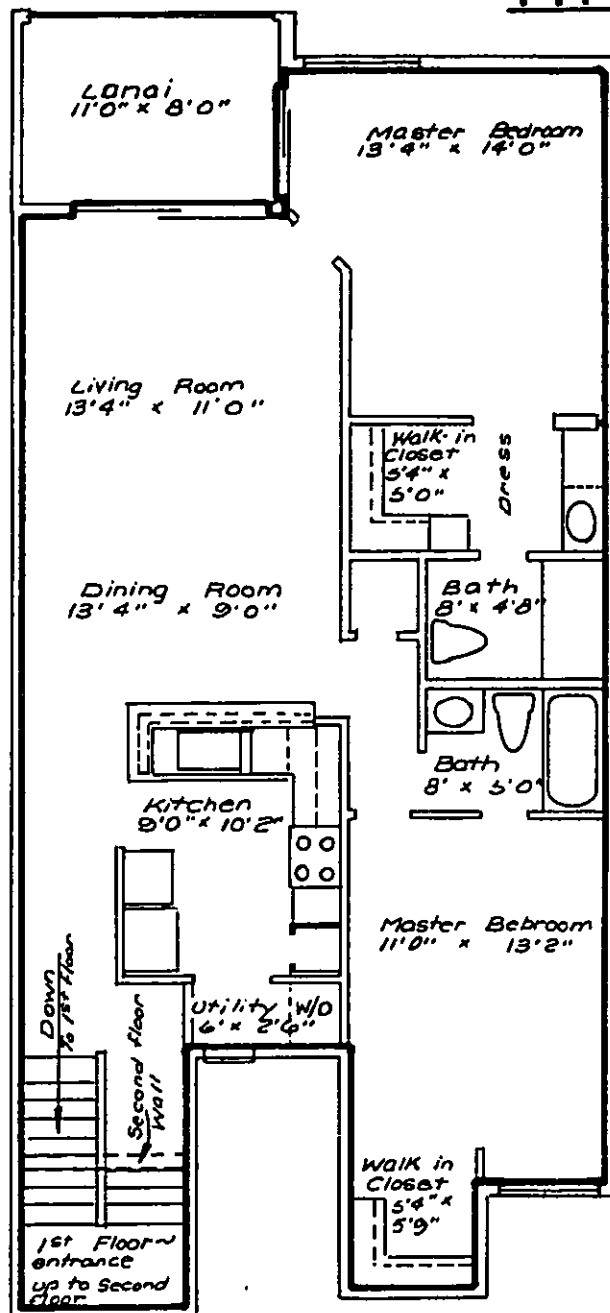 Lanai
11'0" x 8'0"
Master Bedroom
13'4" x 14'0"
Living Room
13'4" x 11'0"
Walk-in
Closet
5'4" x
5'0"
Dress
Dining Room
13'4" x 9'0"
Bath
8' x 4'8"
Bath
8' x 5'0"
Kitchen
9'0" x 10'2"
Master Bebroom
11'0" x 13'2"
Utility W/D
6' x 2'6"
Down
to 1st floor
Second floor
Wall
Walk in
Closet
5'4" x
5'9"
1st Floor~
entrance
up to Second
floor